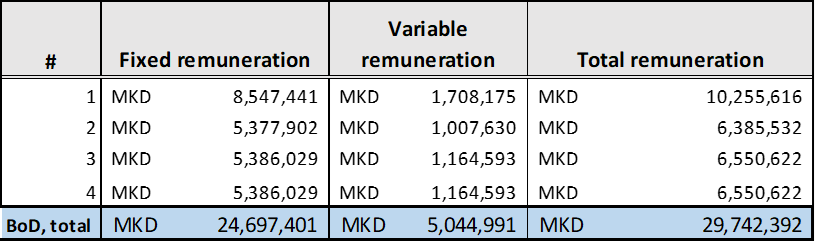 # Fixed remuneration Variable remuneration Total remuneration
1 MKD 8,547,441 MKD 1,708,175 MKD 10,255,616
2 MKD 5,377,902 MKD 1,007,630 MKD 6,385,532
3 MKD 5,386,029 MKD 1,164,593 MKD 6,550,622
4 MKD 5,386,029 MKD 1,164,593 MKD 6,550,622
BoD, total MKD 24,697,401 MKD 5,044,991 MKD 29,742,392